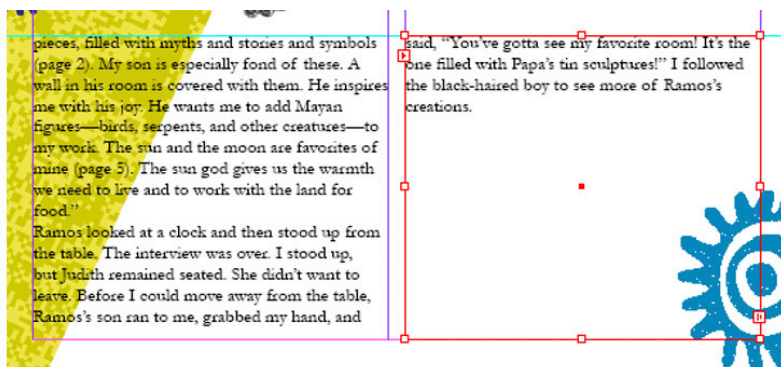 pieces, filled with myths and stories and symbols
(page 2). My son is especially fond of these. A
wall in his room is covered with them. He inspires
me with his joy. He wants me to add Mayan
figures—birds, serpents, and other creatures—to
my work. The sun and the moon are favorites of
mine (page 5). The sun god gives us the warmth
we need to live and to work with the land for
food.”
Ramos looked at a clock and then stood up from
the table. The interview was over. I stood up,
but Judith remained seated. She didn’t want to
leave. Before I could move away from the table,
Ramos’s son ran to me, grabbed my hand, and
said, “You’ve gotta see my favorite room! It’s the
one filled with Papa’s tin sculptures!” I followed
the black-haired boy to see more of Ramos’s
creations.